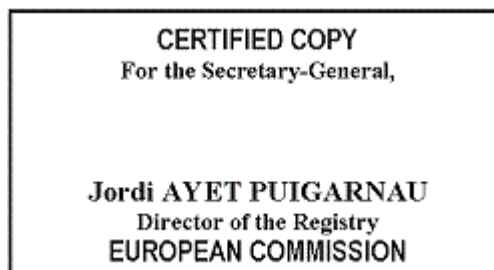 CERTIFIED COPY
For the Secretary-General,
Jordi AYET PUIGARNAU
Director of the Registry
EUROPEAN COMMISSION